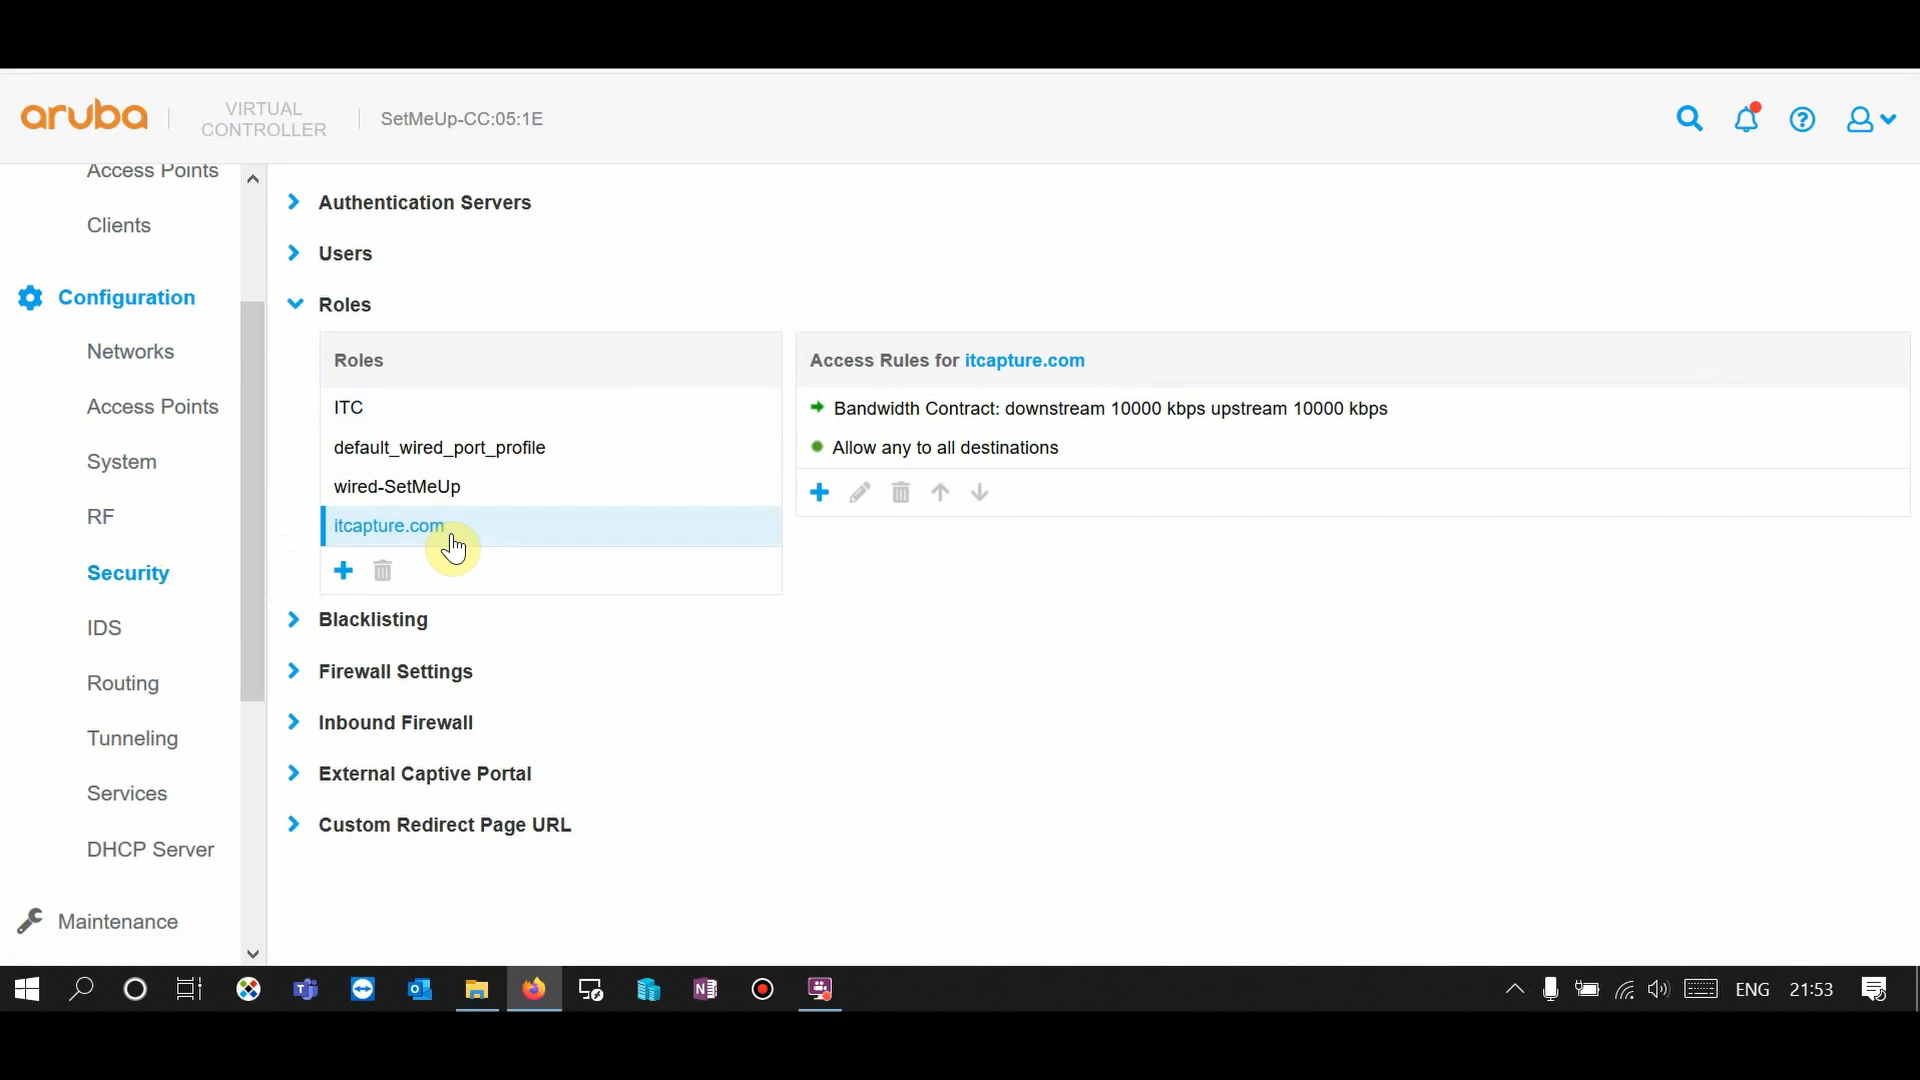 aruba
VIRTUAL
CONTROLLER
SetMeUp-CC:05:1E
Access Points
Clients
Configuration
Networks
Access Points
System
RF
Security
IDS
Routing
Tunneling
Services
DHCP Server
Maintenance
Authentication Servers
Users
Roles
Roles
ITC
default_wired_port_profile
wired-SetMeUp
itcapture.com
Access Rules for itcapture.com
Bandwidth Contract: downstream 10000 kbps upstream 10000 kbps
Allow any to all destinations
Blacklisting
Firewall Settings
Inbound Firewall
External Captive Portal
Custom Redirect Page URL
ENG
21:53